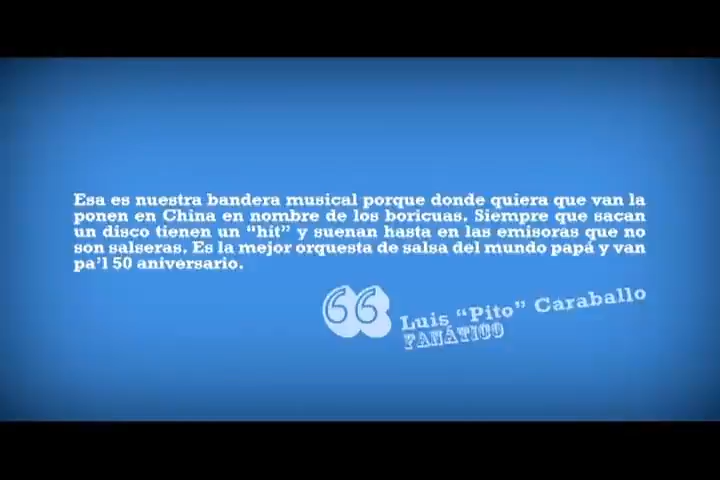 Esa es nuestra bandera musical porque donde quiera que van la
ponen en China en nombre de los boricuas. Siempre que sacan
un disco tienen un “hit” y suenan hasta en las emisoras que no
son salseras. Es la mejor orquesta de salsa del mundo papá y van
pa’l 50 aniversario.
“ Luis “Pito” Caraballo
FANÁTICO